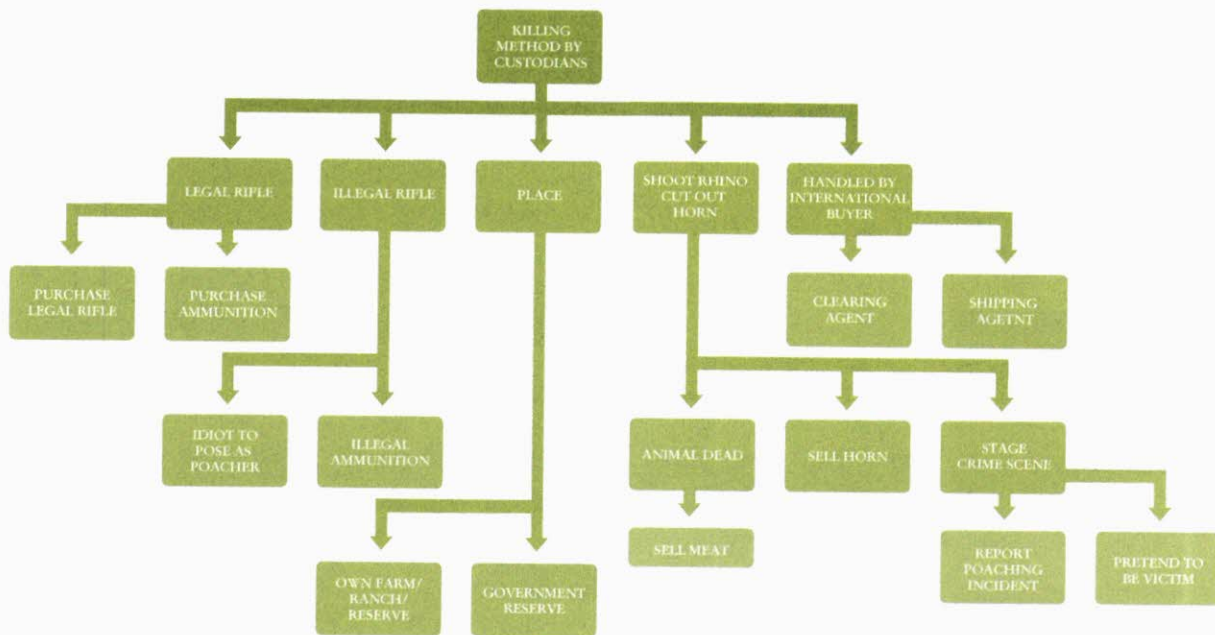 KILLING
METHOD BY
CUSTODIANS
LEGAL RIFLE
ILLEGAL RIFLE
PLACE
SHOOT RHINO
CUT OUT
HORN
HANDLED BY
INTERNATIONAL
BUYER
PURCHASE
LEGAL RIFLE
PURCHASE
AMMUNITION
CLEARING
AGENT
SHIPPING
AGETNT
IDIOT TO
POSE AS
POACHER
ILLEGAL
AMMUNITION
ANIMAL DEAD
SELL HORN
STAGE
CRIME SCENE
SELL MEAT
REPORT
POACHING
INCIDENT
PRETEND TO
BE VICTIM
OWN FARM/
RANCH/
RESERVE
GOVERNMENT
RESERVE